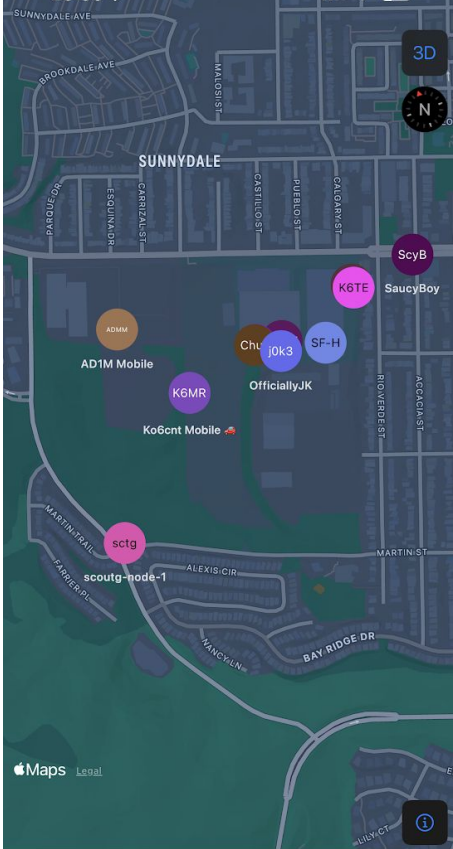 SUNNYDALE AVE
3D
BROOKDALE AVE
MALOSI ST
N
SUNNYDALE
PARQUE DR
ESQUINA DR
CARRIZAL ST
CASTILLO ST
PUEBLO ST
CALGARY ST
ScyB
SaucyBoy
K6TE
ADMM
AD1M Mobile
Chu
j0k3
SF-H
OfficiallyJK
K6MR
Ko6cnt Mobile 🚗
RIO VERDE ST
ACCACIA ST
MARTIN TRAIL
sctg
scoutg-node-1
MARTIN ST
FARRIER PL
ALEXIS CIR
NANCY LN
BAY RIDGE DR
Maps
Legal
LILY CT